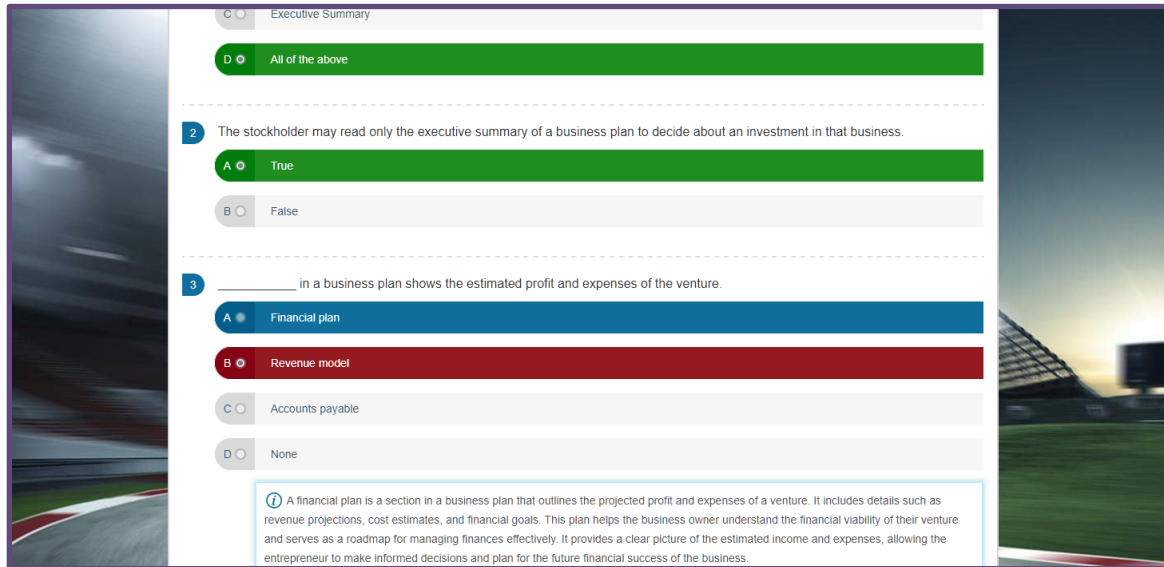 C Executive Summary
D All of the above
2 The stockholder may read only the executive summary of a business plan to decide about an investment in that business.
A True
B False
3 ___________ in a business plan shows the estimated profit and expenses of the venture.
A Financial plan
B Revenue model
C Accounts payable
D None
i A financial plan is a section in a business plan that outlines the projected profit and expenses of a venture. It includes details such as
revenue projections, cost estimates, and financial goals. This plan helps the business owner understand the financial viability of their venture
and serves as a roadmap for managing finances effectively. It provides a clear picture of the estimated income and expenses, allowing the
entrepreneur to make informed decisions and plan for the future financial success of the business.